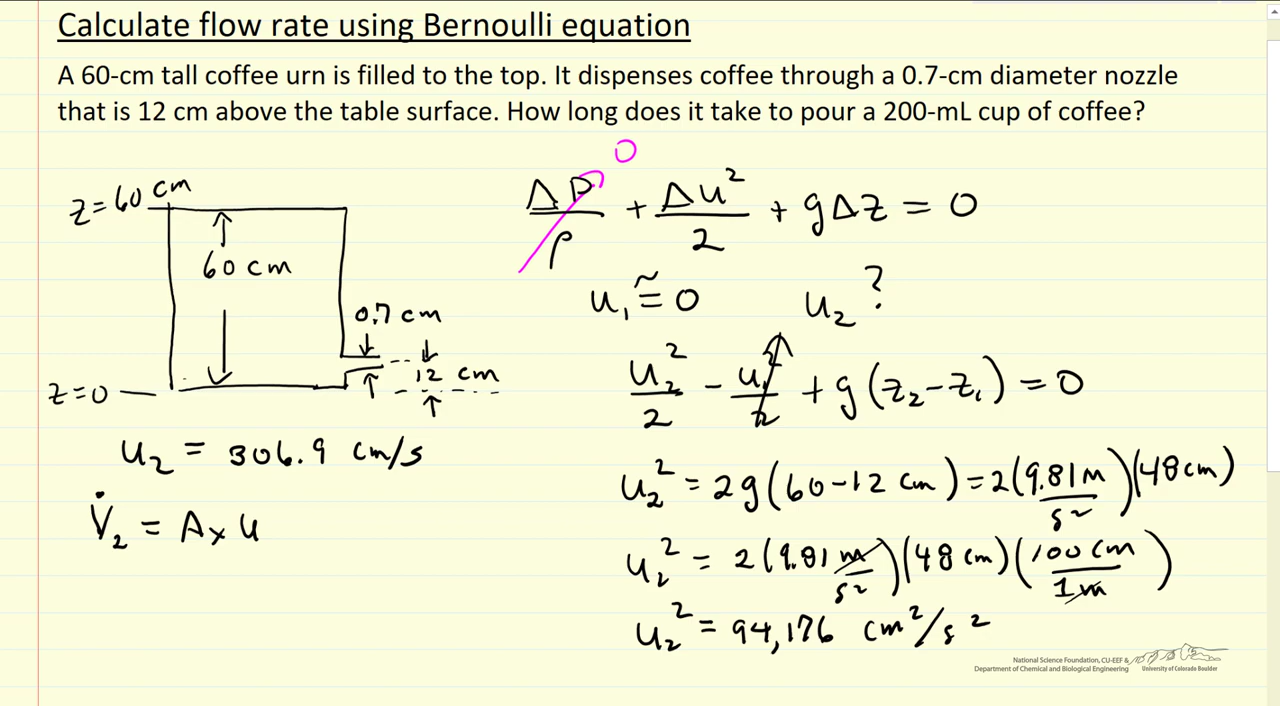 Calculate flow rate using Bernoulli equation
A 60-cm tall coffee urn is filled to the top. It dispenses coffee through a 0.7-cm diameter nozzle
that is 12 cm above the table surface. How long does it take to pour a 200-mL cup of coffee?
0
ΔP/ρ + Δu²/2 + gΔz = 0
z=60 cm
60 cm
0.7 cm
12 cm
z=0
u₁ ≅ 0 u₂ ?
u₂²/2 - u₁²/2 + g(z₂-z₁) = 0
u₂ = 306.9 cm/s
u₂² = 2g(60-12 cm) = 2(9.81m/s²)(48cm)
V̇₂ = Aₓ u
u₂² = 2(9.81 m/s²)(48 cm)(100 cm/1m)
u₂² = 94,176 cm²/s²
National Science Foundation, CU-EEF &
Department of Chemical and Biological Engineering
University of Colorado Boulder